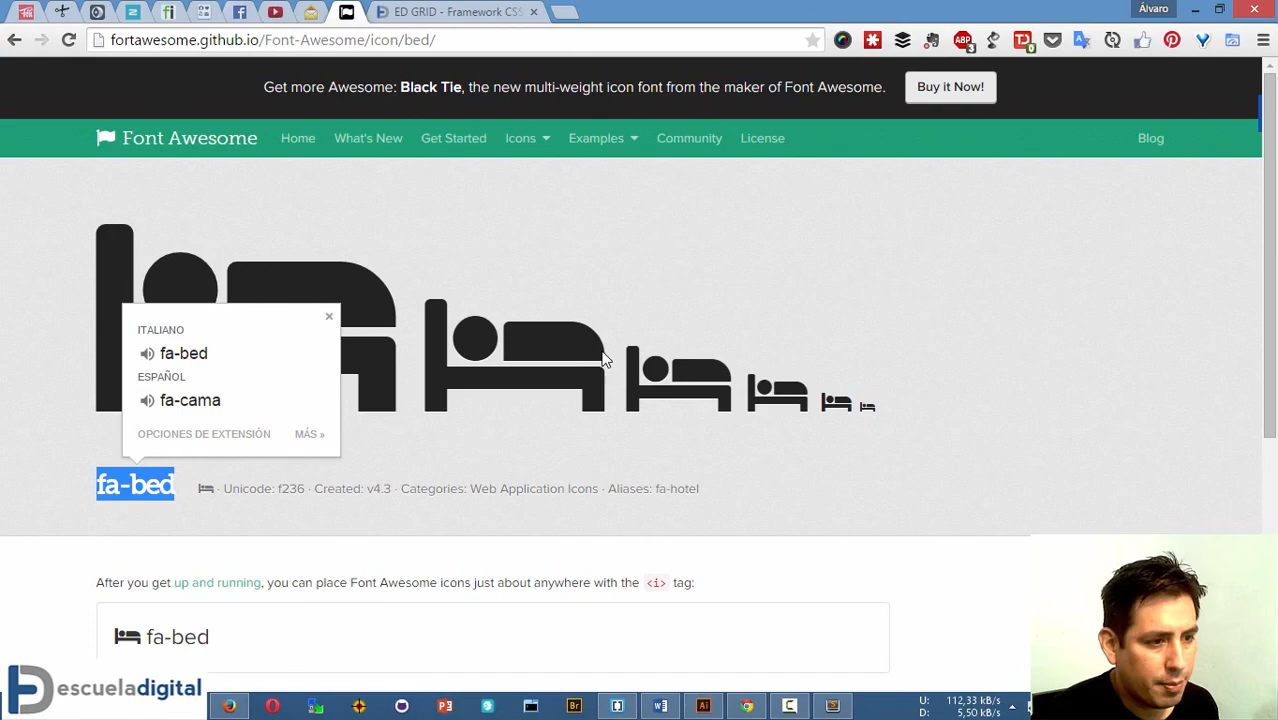 ED GRID - Framework CSS
Álvaro
fortawesome.github.io/Font-Awesome/icon/bed/
ABP
3
0
Get more Awesome: Black Tie, the new multi-weight icon font from the maker of Font Awesome.
Buy it Now!
Font Awesome
Home
What's New
Get Started
Icons
Examples
Community
License
Blog
ITALIANO
fa-bed
ESPAÑOL
fa-cama
OPCIONES DE EXTENSIÓN
MÁS »
fa-bed
· Unicode: f236 · Created: v4.3 · Categories: Web Application Icons · Aliases: fa-hotel
After you get up and running, you can place Font Awesome icons just about anywhere with the <i> tag:
fa-bed
escueladigital
Br
Ai
U: 112,33 kB/s
D: 5,50 kB/s